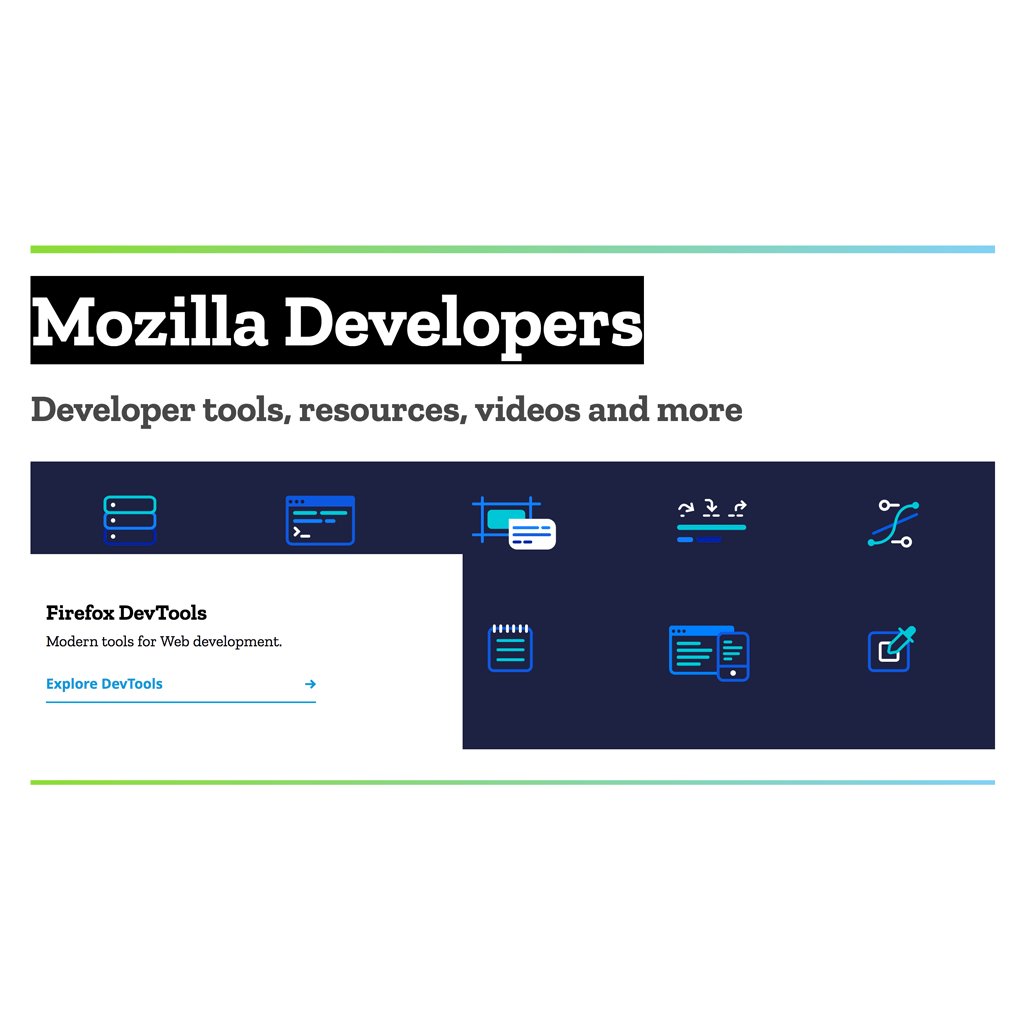 Mozilla Developers
Developer tools, resources, videos and more
Firefox DevTools
Modern tools for Web development.
Explore DevTools